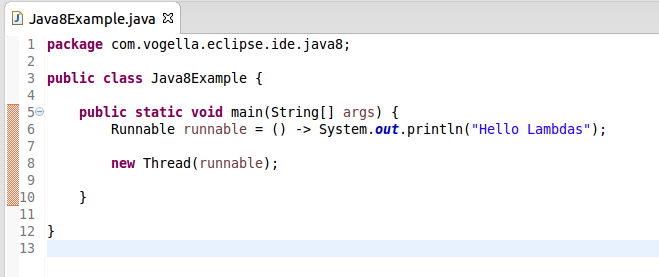 Java8Example.java
1 package com.vogella.eclipse.ide.java8;
2
3 public class Java8Example {
4
5 public static void main(String[] args) {
6 Runnable runnable = () -> System.out.println("Hello Lambdas");
7
8 new Thread(runnable);
9
10 }
11
12 }
13